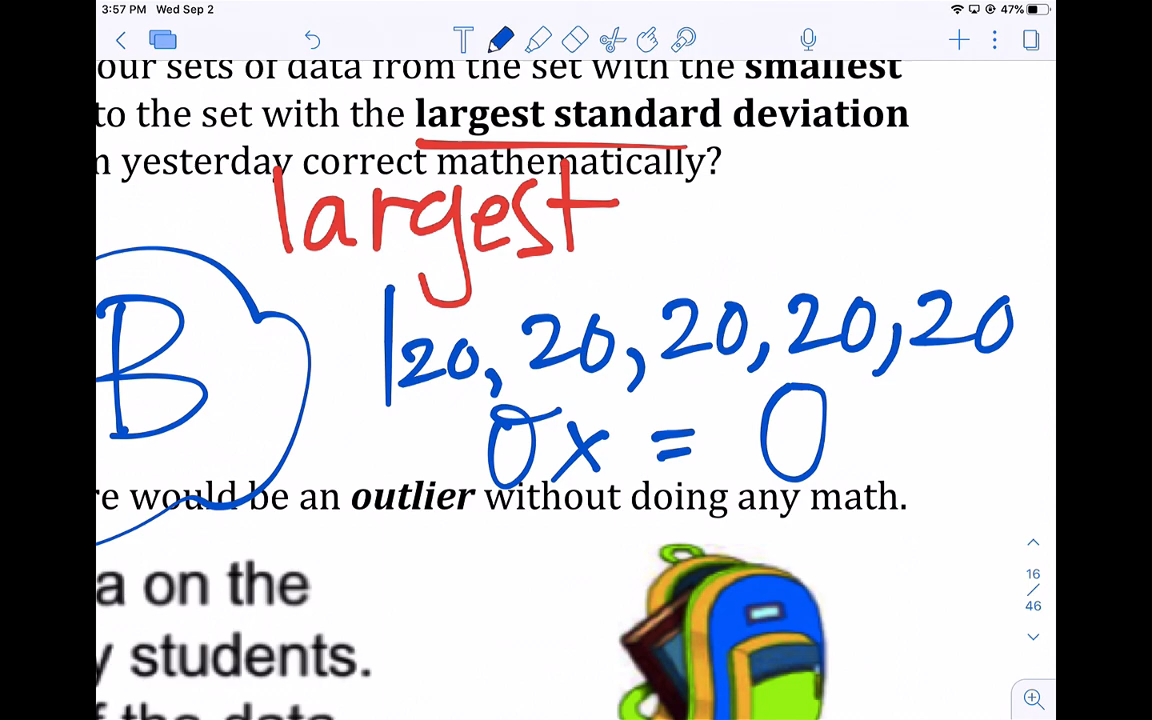 3:57 PM Wed Sep 2
47%
T
our sets of data from the set with the smallest
to the set with the largest standard deviation
yesterday correct mathematically?
largest
B
20, 20, 20, 20, 20
σx = 0
re would be an outlier without doing any math.
a on the
y students.
f the data
16
/
46